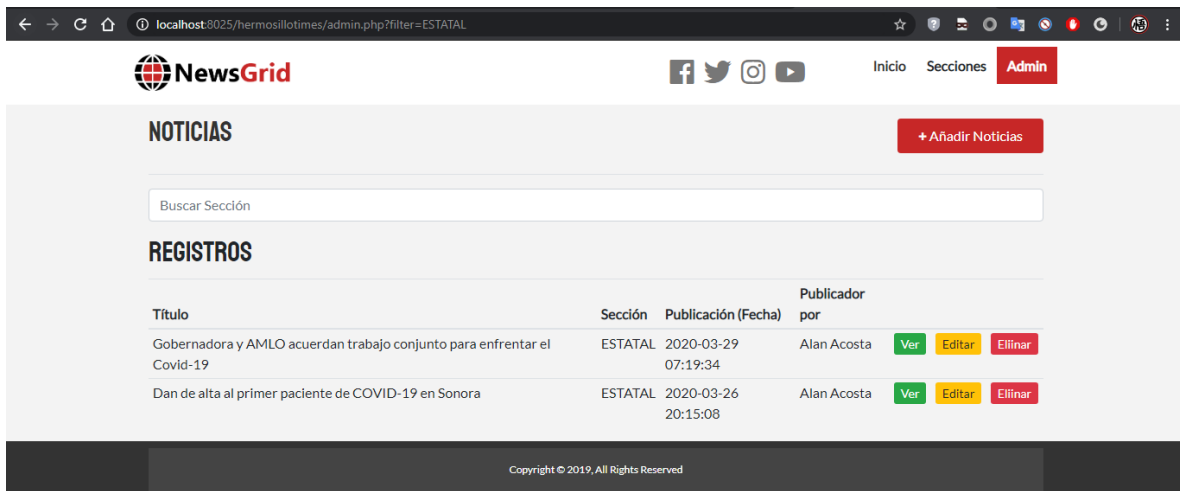 localhost:8025/hermosillotimes/admin.php?filter=ESTATAL
NewsGrid
Inicio Secciones Admin
NOTICIAS
+ Añadir Noticias
Buscar Sección
REGISTROS
Título Sección Publicación (Fecha) Publicador por
Gobernadora y AMLO acuerdan trabajo conjunto para enfrentar el
Covid-19
ESTATAL 2020-03-29
07:19:34
Alan Acosta Ver Editar Eliinar
Dan de alta al primer paciente de COVID-19 en Sonora ESTATAL 2020-03-26
20:15:08
Alan Acosta Ver Editar Eliinar
Copyright © 2019, All Rights Reserved